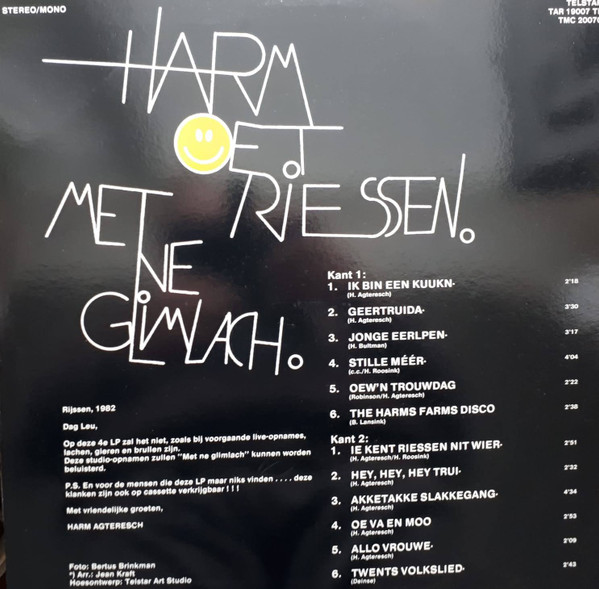 STEREO/MONO
TELSTAR
TAR 19007 TL
TMC 2007
HARM
OET
RIESSEN.
MET
NE
GLIMLACH.
Kant 1:
1. IK BIN EEN KUUKN• 2'18
(H. Agteresch)
2. GEERTRUIDA• 3'30
(H. Agteresch)
3. JONGE EERLPEN• 3'17
(H. Bultman)
4. STILLE MÉÉR• 4'04
(c.c./H. Roosink)
5. OEW'N TROUWDAG 2'22
(Robinson/H. Agteresch)
6. THE HARMS FARMS DISCO 2'38
(B. Lansink)
Kant 2:
1. IE KENT RIESSEN NIT WIER• 2'51
(H. Agteresch/H. Roosink)
2. HEY, HEY, HEY TRUI• 2'32
(H. Agteresch)
3. AKKETAKKE SLAKKEGANG• 4'34
(H. Agteresch)
4. OE VA EN MOO 2'53
(H. Agteresch)
5. ALLO VROUWE• 2'09
(H. Agteresch)
6. TWENTS VOLKSLIED• 2'43
(Deinse)
Rijssen, 1982
Dag Leu,
Op deze 4e LP zal het niet, zoals bij voorgaande live-opnames,
lachen, gieren en brullen zijn.
Deze studio-opnamen zullen "Met ne glimlach" kunnen worden
beluisterd.
P.S. En voor de mensen die deze LP maar niks vinden .... deze
klanken zijn ook op cassette verkrijgbaar !!!
Met vriendelijke groeten,
HARM AGTERESCH
Foto: Bertus Brinkman
*) Arr.: Jean Kraft
Hoesontwerp: Telstar Art Studio